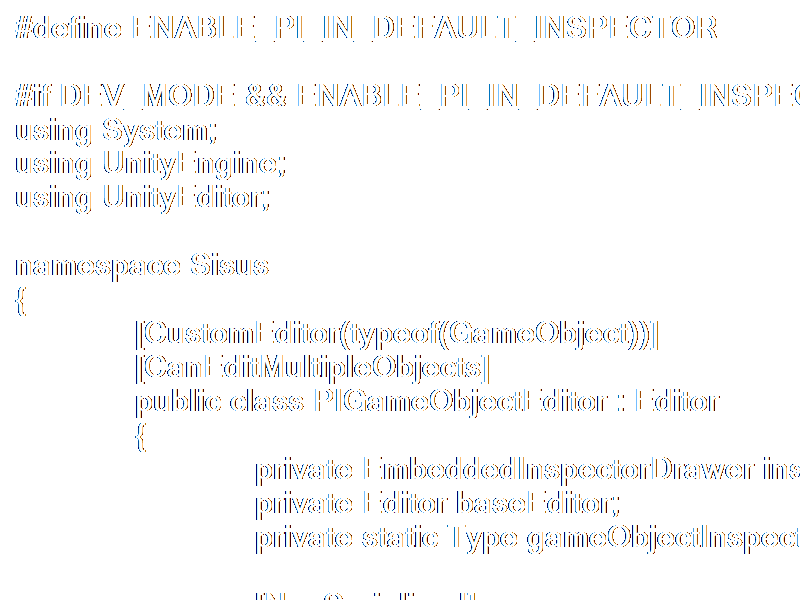 #define ENABLE_PI_IN_DEFAULT_INSPECTOR
#if DEV_MODE && ENABLE_PI_IN_DEFAULT_INSPEC
using System;
using UnityEngine;
using UnityEditor;
namespace Sisus
{
[CustomEditor(typeof(GameObject))]
[CanEditMultipleObjects]
public class PIGameObjectEditor : Editor
{
private EmbeddedInspectorDrawer ins
private Editor baseEditor;
private static Type gameObjectInspect